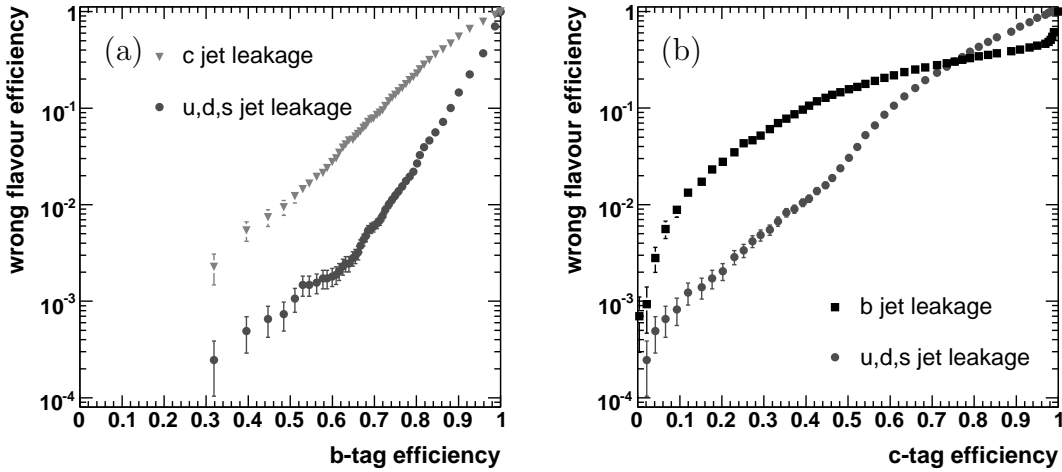 wrong flavour efficiency
1
10-1
10-2
10-3
10-4
(a)
c jet leakage
u,d,s jet leakage
0 0.1 0.2 0.3 0.4 0.5 0.6 0.7 0.8 0.9 1
b-tag efficiency
wrong flavour efficiency
1
10-1
10-2
10-3
10-4
(b)
b jet leakage
u,d,s jet leakage
0 0.1 0.2 0.3 0.4 0.5 0.6 0.7 0.8 0.9 1
c-tag efficiency